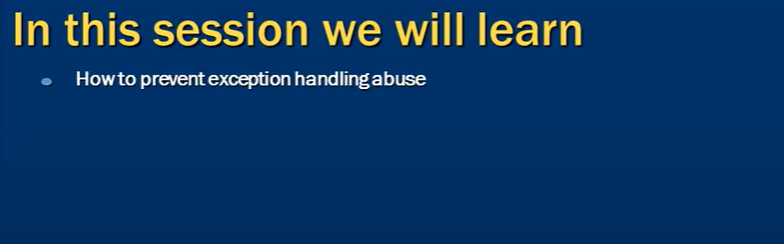 In this session we will learn
How to prevent exception handling abuse